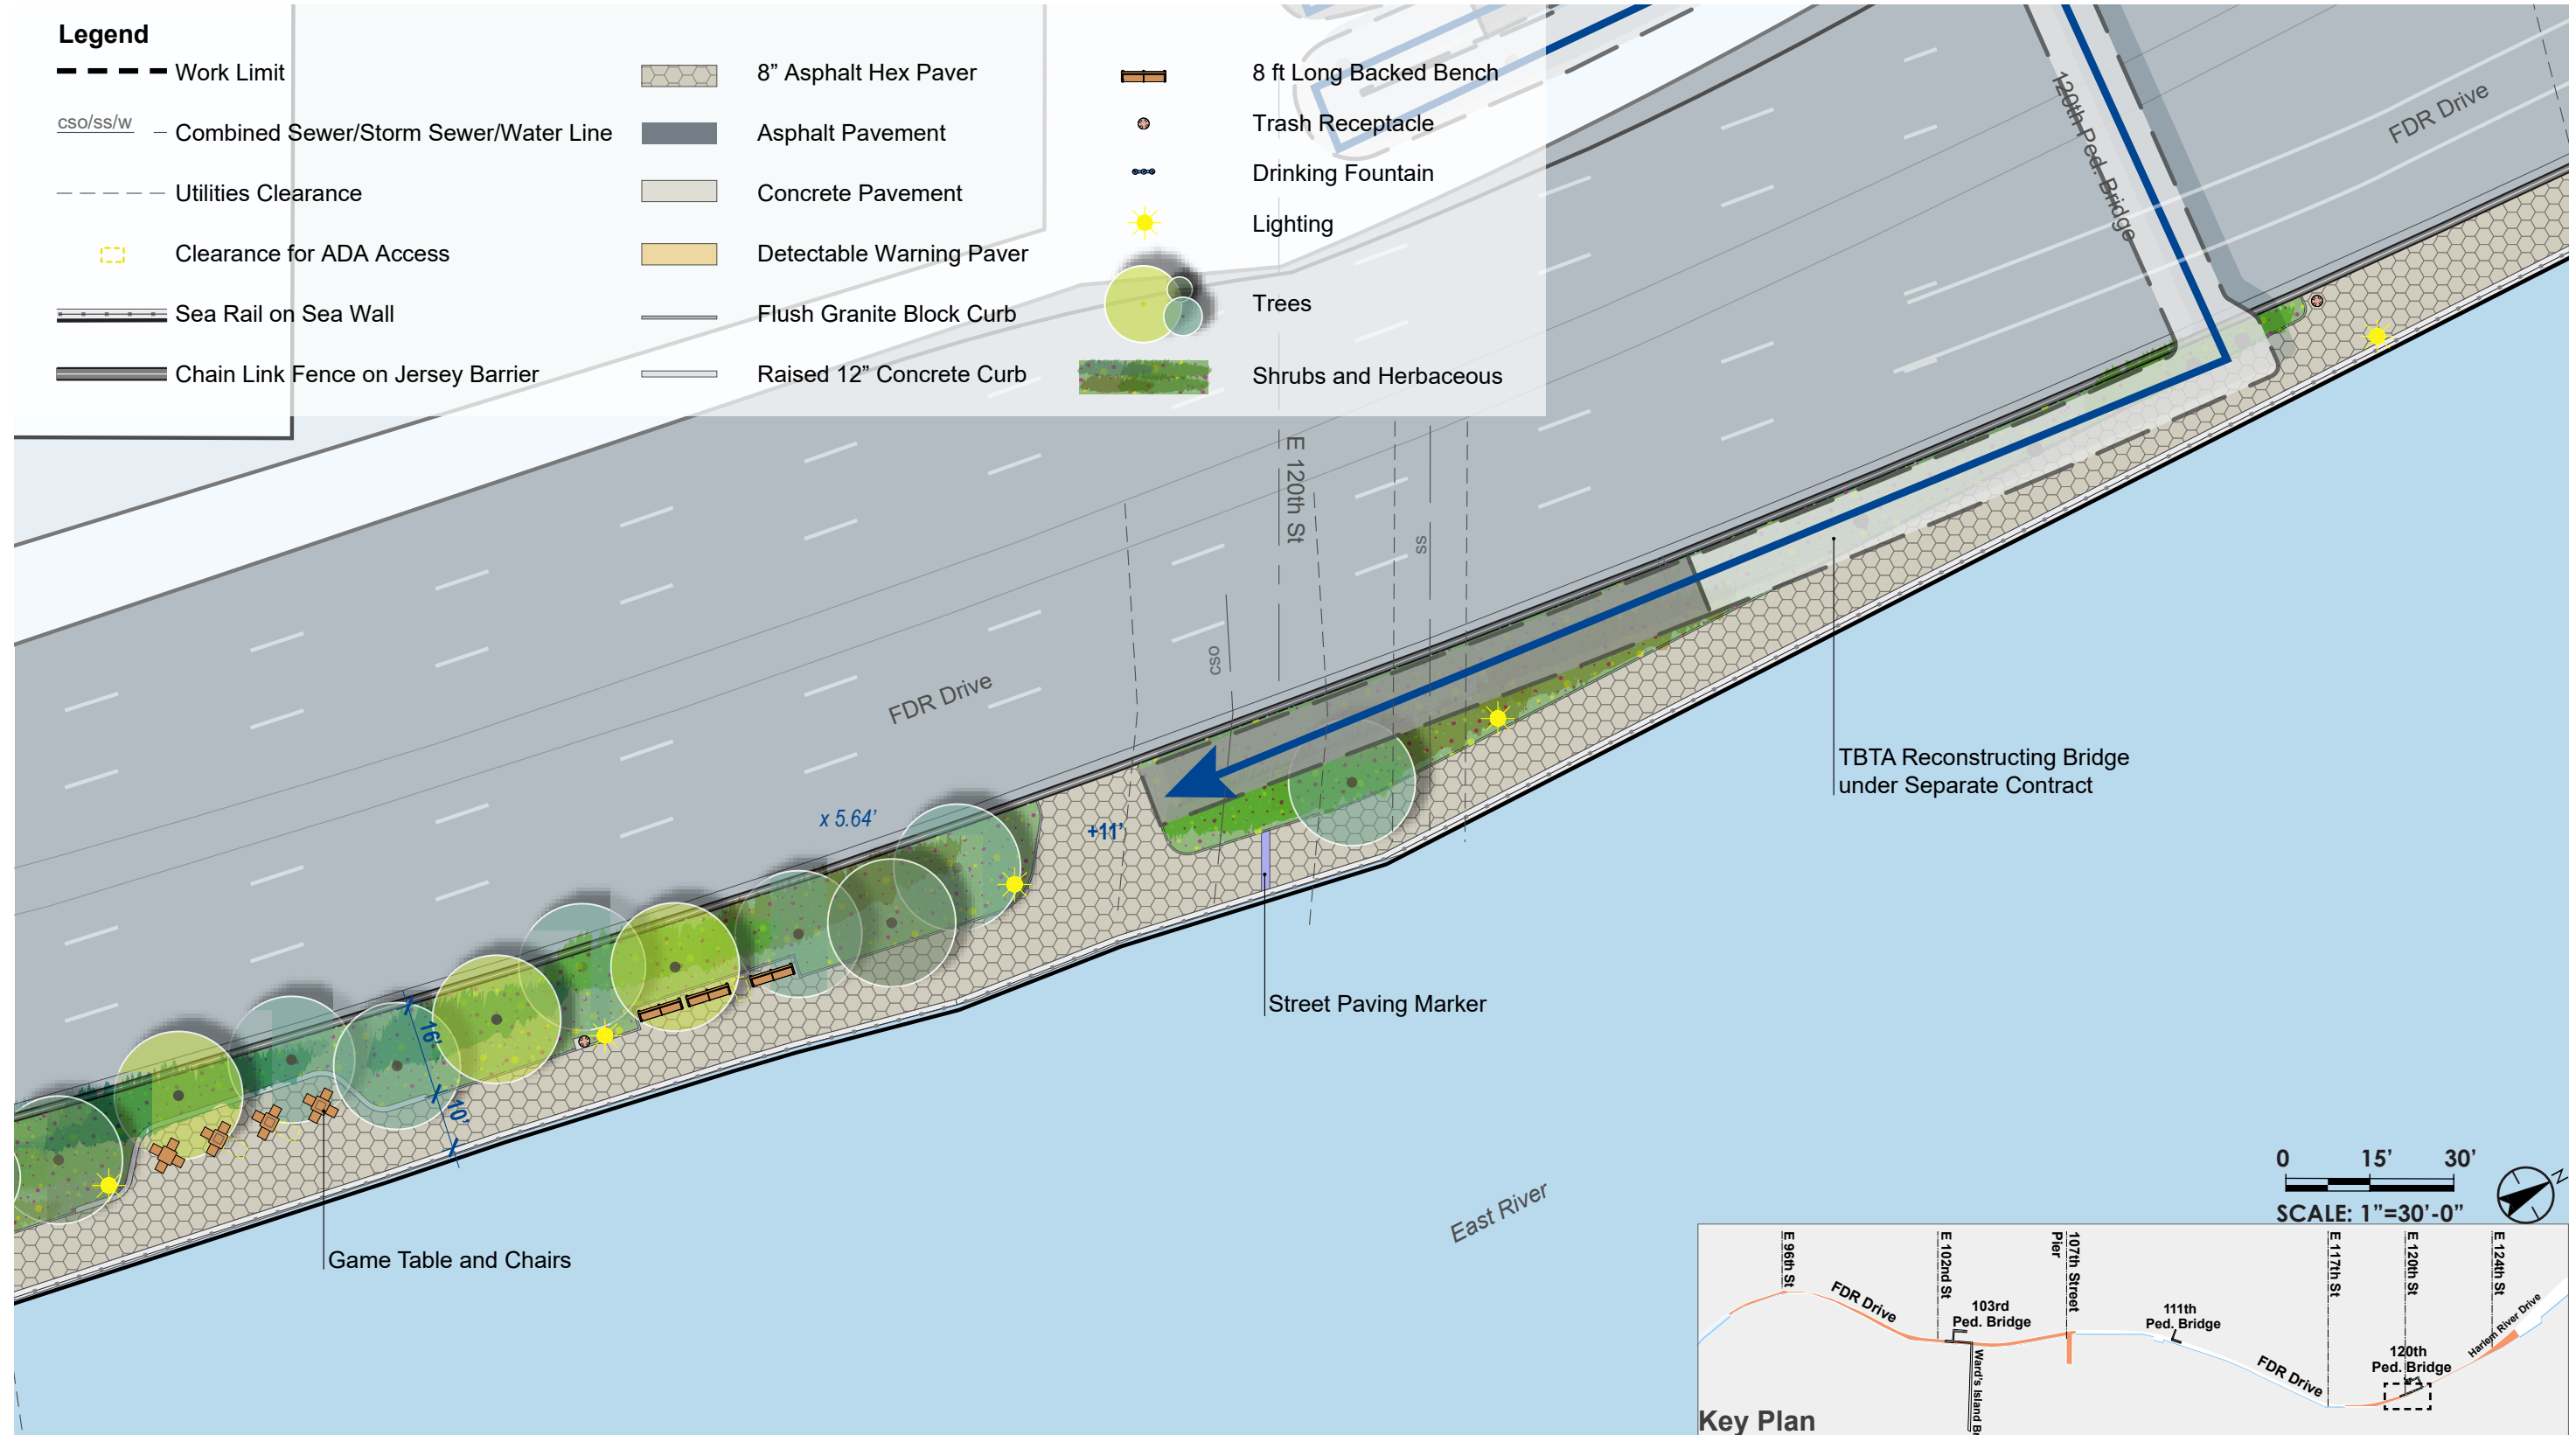 Legend
Work Limit
cso/ss/w
Combined Sewer/Storm Sewer/Water Line
Utilities Clearance
Clearance for ADA Access
Sea Rail on Sea Wall
Chain Link Fence on Jersey Barrier
8” Asphalt Hex Paver
Asphalt Pavement
Concrete Pavement
Detectable Warning Paver
Flush Granite Block Curb
Raised 12” Concrete Curb
8 ft Long Backed Bench
Trash Receptacle
Drinking Fountain
Lighting
Trees
Shrubs and Herbaceous
120th Ped. Bridge
FDR Drive
E 120th St
ss
cso
FDR Drive
x 5.64’
+11’
TBTA Reconstructing Bridge
under Separate Contract
Street Paving Marker
16’
10’
Game Table and Chairs
East River
0 15’ 30’
SCALE: 1”=30’-0”
N
E 96th St
E 102nd St
107th Street
Pier
E 117th St
E 120th St
E 124th St
FDR Drive
103rd
Ped. Bridge
111th
Ped. Bridge
Harlem River Drive
120th
Ped. Bridge
FDR Drive
Ward’s Island
Key Plan